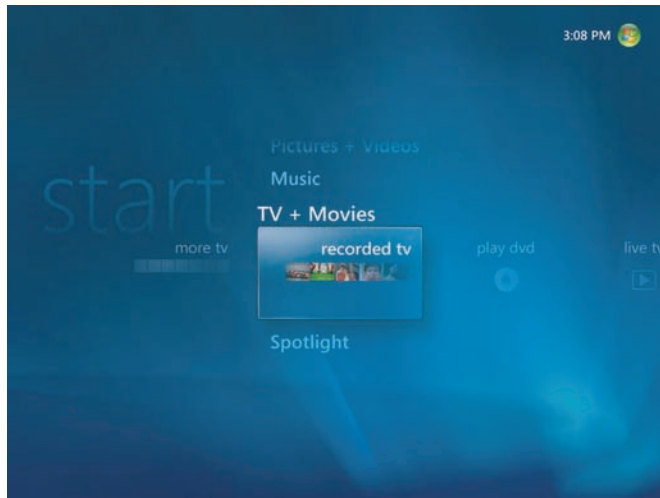 3:08 PM
Pictures + Videos
Music
start
TV + Movies
more tv
recorded tv
play dvd
live tv
Spotlight